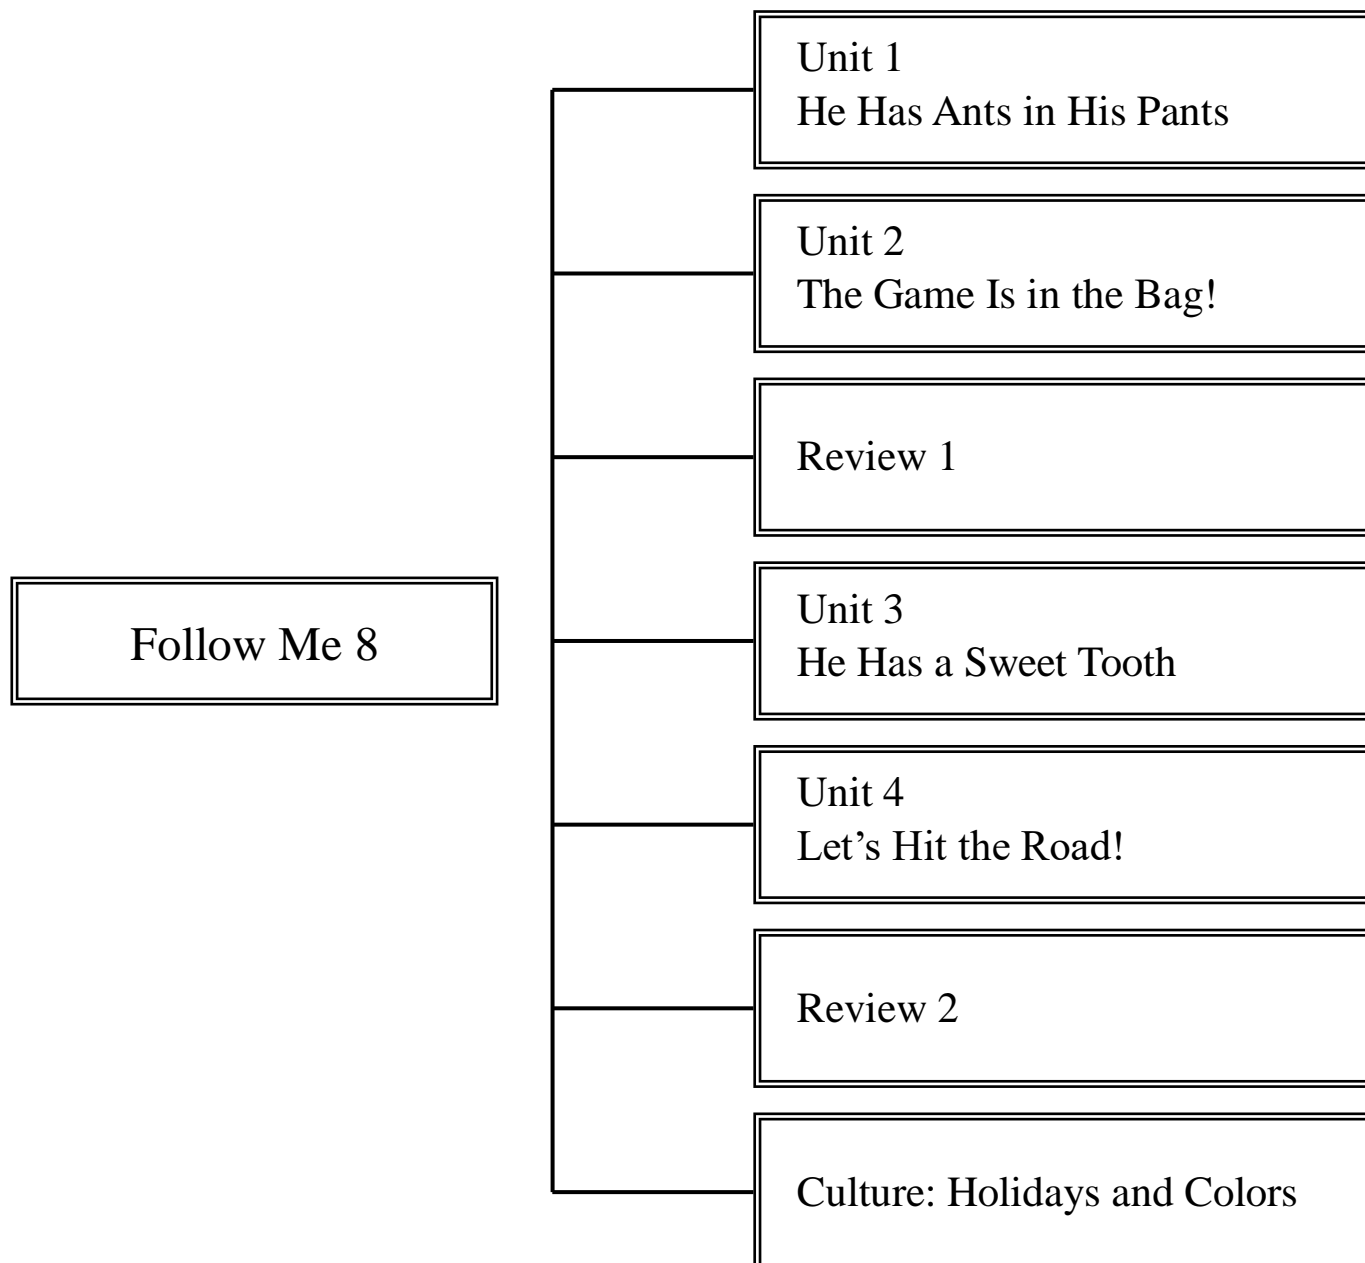 Unit 1
He Has Ants in His Pants
Unit 2
The Game Is in the Bag!
Review 1
Follow Me 8
Unit 3
He Has a Sweet Tooth
Unit 4
Let’s Hit the Road!
Review 2
Culture: Holidays and Colors